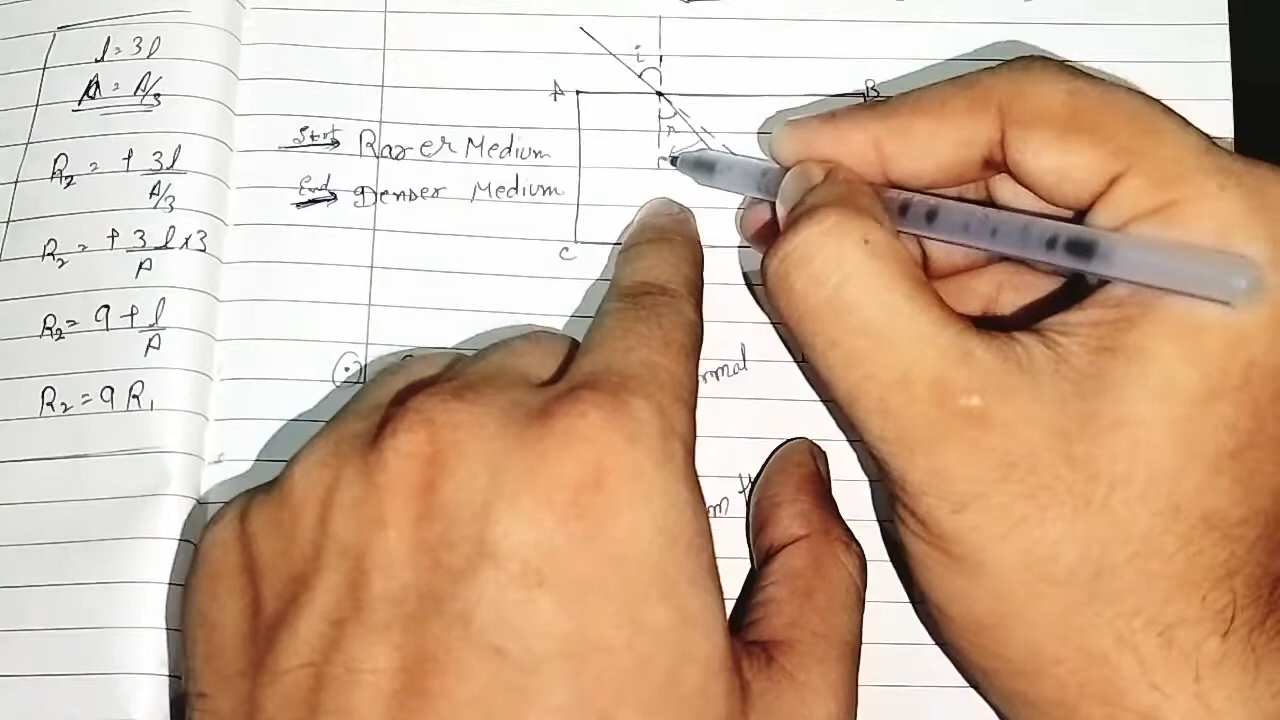 l = 3l
A = A/3
R₂ = + 3l
A/3
R₂ = + 3l × 3
A
R₂ = 9 + l
A
R₂ = 9 R₁
i
A
B
r
Start Rarer Medium
End Denser Medium
C
rmal
m